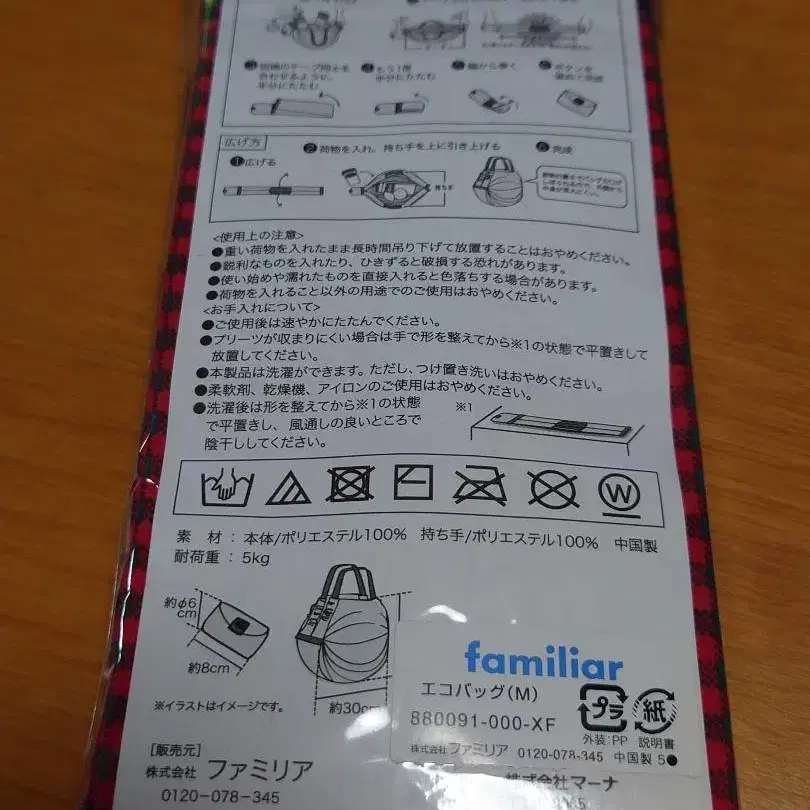 ❸両側のテープ同士を
合わせるように、
半分にたたむ
❹もう1度
半分にたたむ
❺端から巻く
❻ボタンを
留めて完成
広げ方
❶広げる
❷荷物を入れ、持ち手を上に引き上げる
❸完成
持ち手
<使用上の注意>
●重い荷物を入れたまま長時間吊り下げて放置することはおやめください。
●鋭利なものを入れたり、ひきずると破損する恐れがあります。
●使い始めや濡れたものを直接入れると色落ちする場合があります。
●荷物を入れること以外の用途でのご使用はおやめください。
<お手入れについて>
●ご使用後は速やかにたたんでください。
●プリーツが収まりにくい場合は手で形を整えてから※1の状態で平置きして
放置してください。
●本製品は洗濯ができます。ただし、つけ置き洗いはおやめください。
●柔軟剤、乾燥機、アイロンのご使用はおやめください。
●洗濯後は形を整えてから※1の状態
で平置きし、風通しの良いところで
陰干ししてください。
※1
W
素 材 : 本体/ポリエステル100% 持ち手/ポリエステル100% 中国製
耐荷重 : 5kg
約φ6
cm
約8cm
約30cm
※イラストはイメージです。
familiar
エコバッグ(M)
880091-000-XF
プラ
紙
外装:PP 説明書
株式会社 ファミリア 0120-078-345 中国製 5●
[販売元]
株式会社 ファミリア
0120-078-345
株式会社マーナ